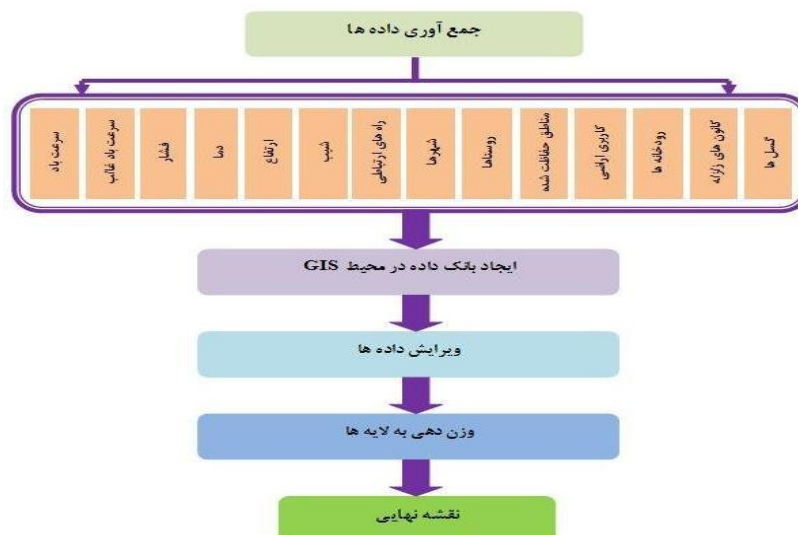 جمع آوری داده ها
گسل ها
کانون های زلزله
رودخانه ها
کاربری اراضی
مناطق حفاظت شده
روستاها
شهرها
راه های ارتباطی
شیب
ارتفاع
دما
فشار
سرعت باد غالب
سرعت باد
ایجاد بانک داده در محیط GIS
ویرایش داده ها
وزن دهی به لایه ها
نقشه نهایی